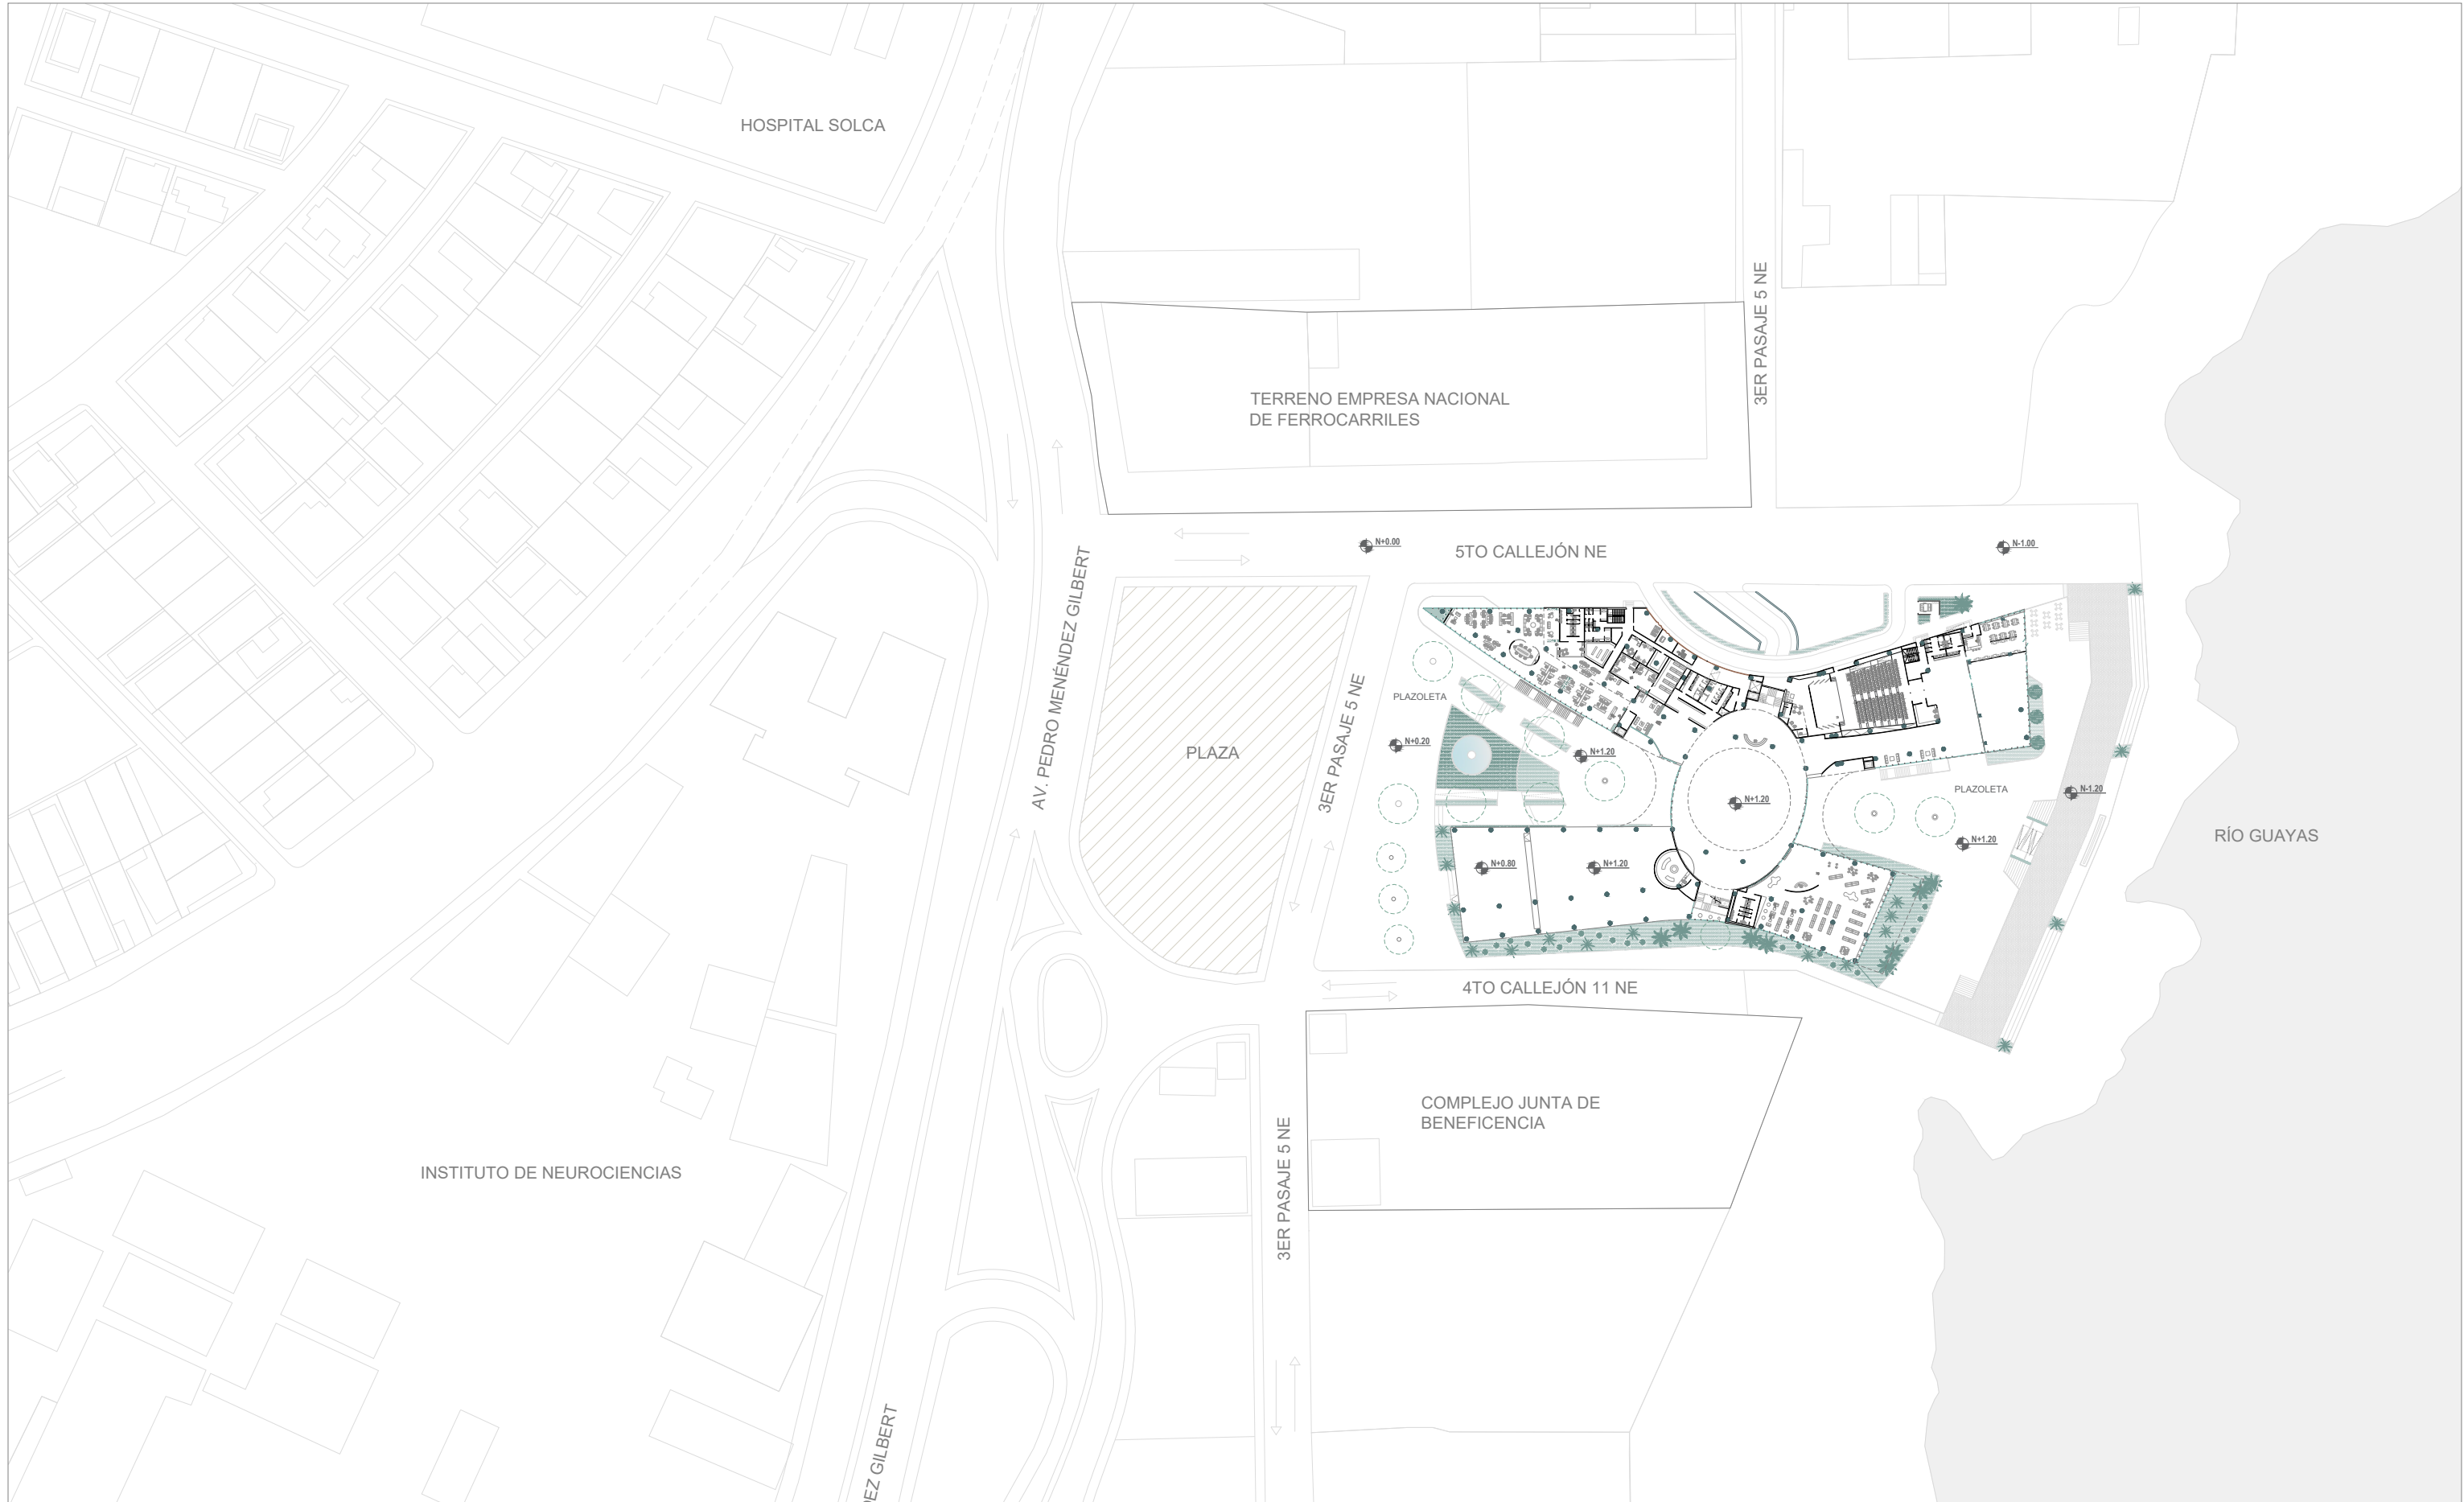 HOSPITAL SOLCA
3ER PASAJE 5 NE
TERRENO EMPRESA NACIONAL
DE FERROCARRILES
N+0.00
5TO CALLEJÓN NE
N-1.00
AV. PEDRO MENÉNDEZ GILBERT
PLAZA
3ER PASAJE 5 NE
PLAZOLETA
N+0.20
N+1.20
N+1.20
PLAZOLETA
N-1.20
N+1.20
RÍO GUAYAS
N+0.80
N+1.20
4TO CALLEJÓN 11 NE
COMPLEJO JUNTA DE
BENEFICENCIA
3ER PASAJE 5 NE
INSTITUTO DE NEUROCIENCIAS
DEZ GILBERT